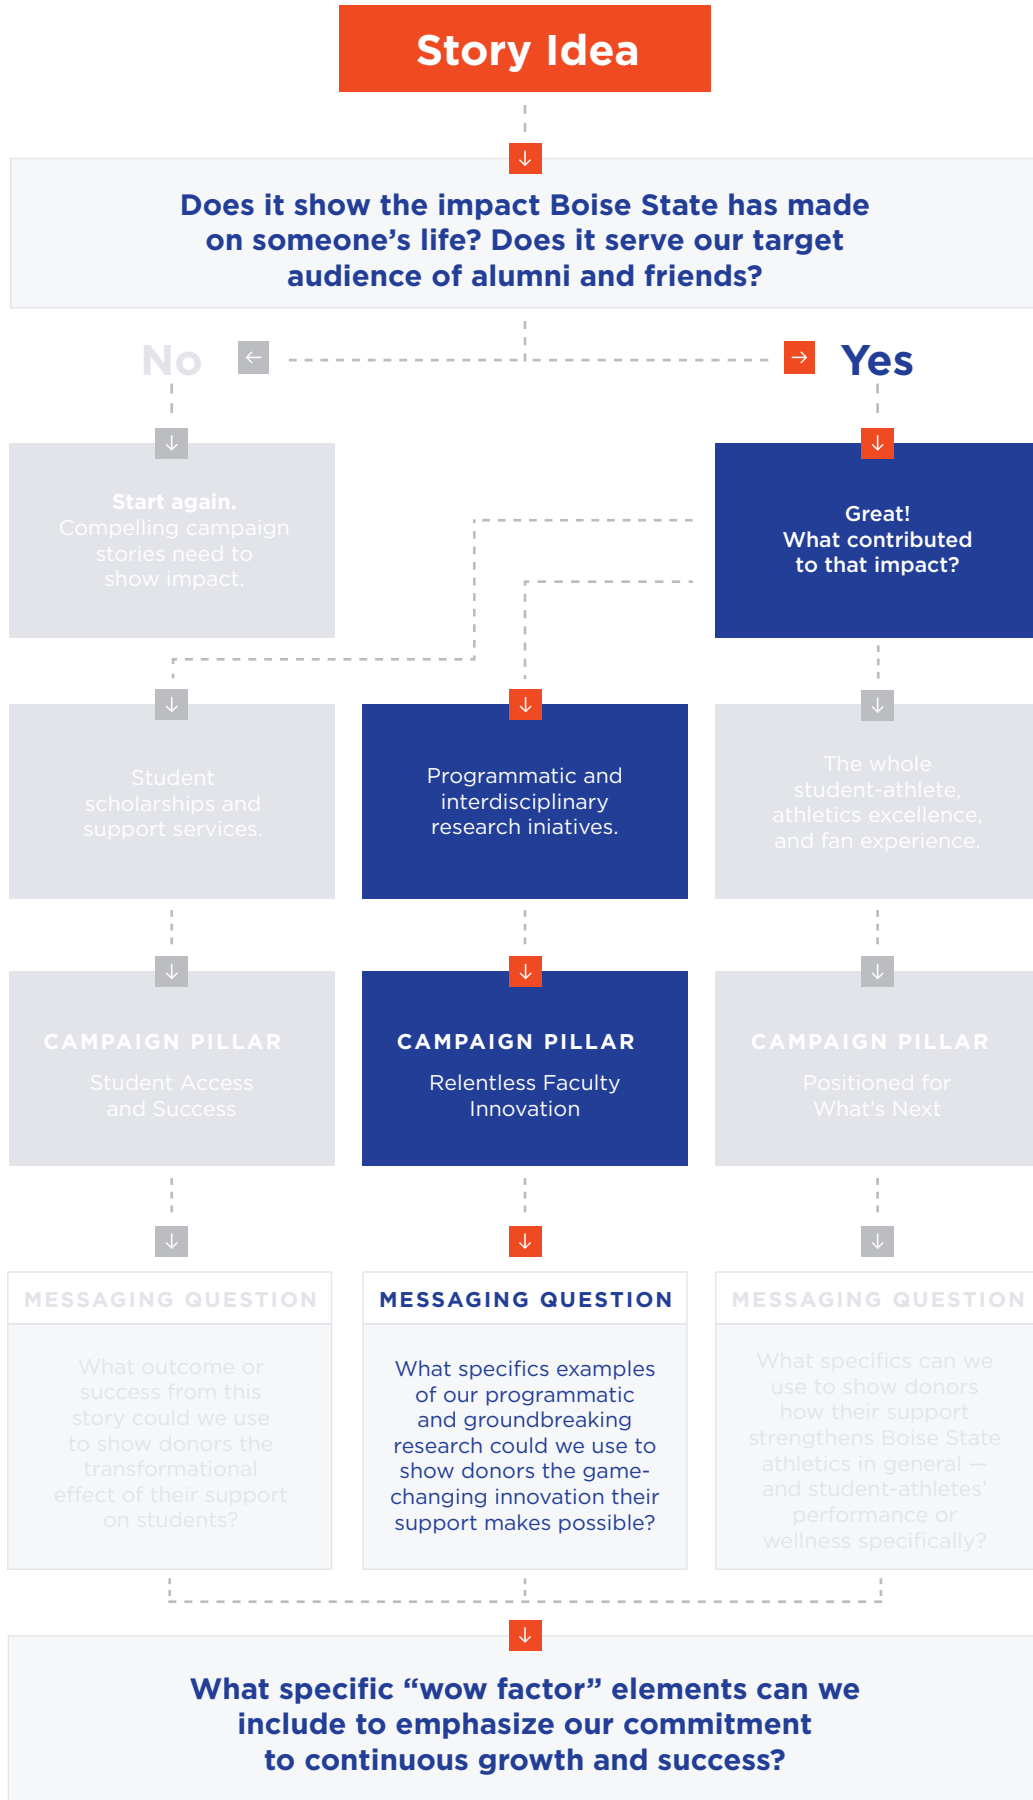 Story Idea
Does it show the impact Boise State has made
on someone’s life? Does it serve our target
audience of alumni and friends?
No
Yes
Start again.
Compelling campaign
stories need to
show impact.
Great!
What contributed
to that impact?
Student
scholarships and
support services.
Programmatic and
interdisciplinary
research iniatives.
The whole
student-athlete,
athletics excellence,
and fan experience.
CAMPAIGN PILLAR
Student Access
and Success
CAMPAIGN PILLAR
Relentless Faculty
Innovation
CAMPAIGN PILLAR
Positioned for
What’s Next
MESSAGING QUESTION
What outcome or
success from this
story could we use
to show donors the
transformational
effect of their support
on students?
MESSAGING QUESTION
What specifics examples
of our programmatic
and groundbreaking
research could we use to
show donors the game-
changing innovation their
support makes possible?
MESSAGING QUESTION
What specifics can we
use to show donors
how their support
strengthens Boise State
athletics in general —
and student-athletes’
performance or
wellness specifically?
What specific “wow factor” elements can we
include to emphasize our commitment
to continuous growth and success?